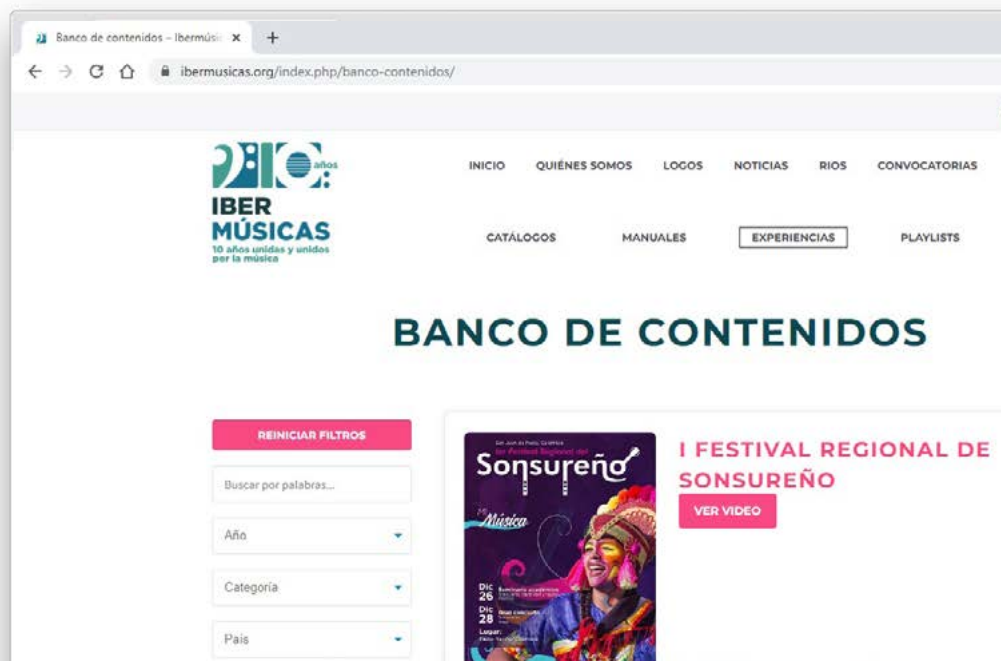 Banco de contenidos – Ibermúsic
ibermusicas.org/index.php/banco-contenidos/
10 años
IBER
MÚSICAS
10 años unidas y unidos
por la música
INICIO QUIÉNES SOMOS LOGOS NOTICIAS RIOS CONVOCATORIAS
CATÁLOGOS MANUALES EXPERIENCIAS PLAYLISTS
BANCO DE CONTENIDOS
REINICIAR FILTROS
Buscar por palabras...
Año
Categoría
País
Sonsureño
Música
Dic
26
Dic
28
Lugar:
I FESTIVAL REGIONAL DE
SONSUREÑO
VER VIDEO